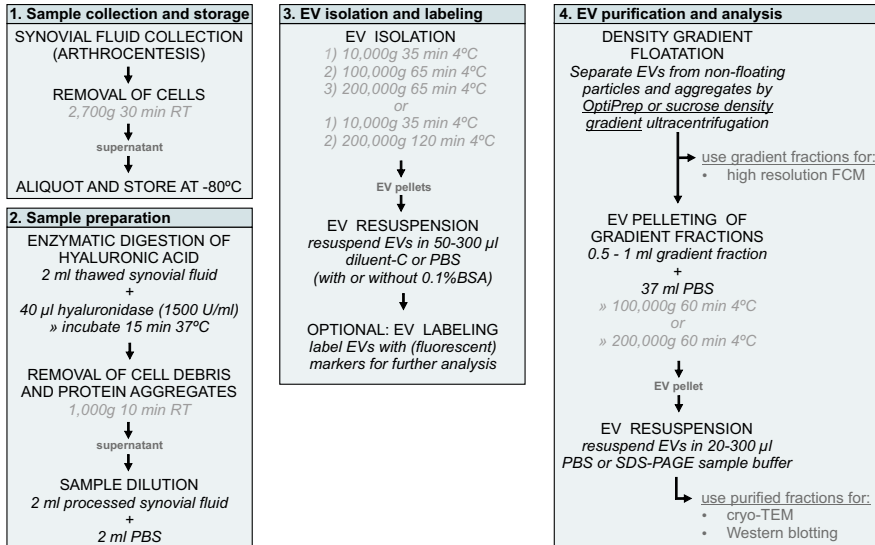 1. Sample collection and storage
SYNOVIAL FLUID COLLECTION
(ARTHROCENTESIS)
REMOVAL OF CELLS
2,700g 30 min RT
supernatant
ALIQUOT AND STORE AT -80ºC
2. Sample preparation
ENZYMATIC DIGESTION OF
HYALURONIC ACID
2 ml thawed synovial fluid
+
40 µl hyaluronidase (1500 U/ml)
» incubate 15 min 37ºC
REMOVAL OF CELL DEBRIS
AND PROTEIN AGGREGATES
1,000g 10 min RT
supernatant
SAMPLE DILUTION
2 ml processed synovial fluid
+
2 ml PBS
3. EV isolation and labeling
EV ISOLATION
1) 10,000g 35 min 4ºC
2) 100,000g 65 min 4ºC
3) 200,000g 65 min 4ºC
or
1) 10,000g 35 min 4ºC
2) 200,000g 120 min 4ºC
EV pellets
EV RESUSPENSION
resuspend EVs in 50-300 µl
diluent-C or PBS
(with or without 0.1%BSA)
OPTIONAL: EV LABELING
label EVs with (fluorescent)
markers for further analysis
4. EV purification and analysis
DENSITY GRADIENT
FLOATATION
Separate EVs from non-floating
particles and aggregates by
OptiPrep or sucrose density
gradient ultracentrifugation
use gradient fractions for:
• high resolution FCM
EV PELLETING OF
GRADIENT FRACTIONS
0.5 - 1 ml gradient fraction
+
37 ml PBS
» 100,000g 60 min 4ºC
or
» 200,000g 60 min 4ºC
EV pellet
EV RESUSPENSION
resuspend EVs in 20-300 µl
PBS or SDS-PAGE sample buffer
use purified fractions for:
• cryo-TEM
• Western blotting